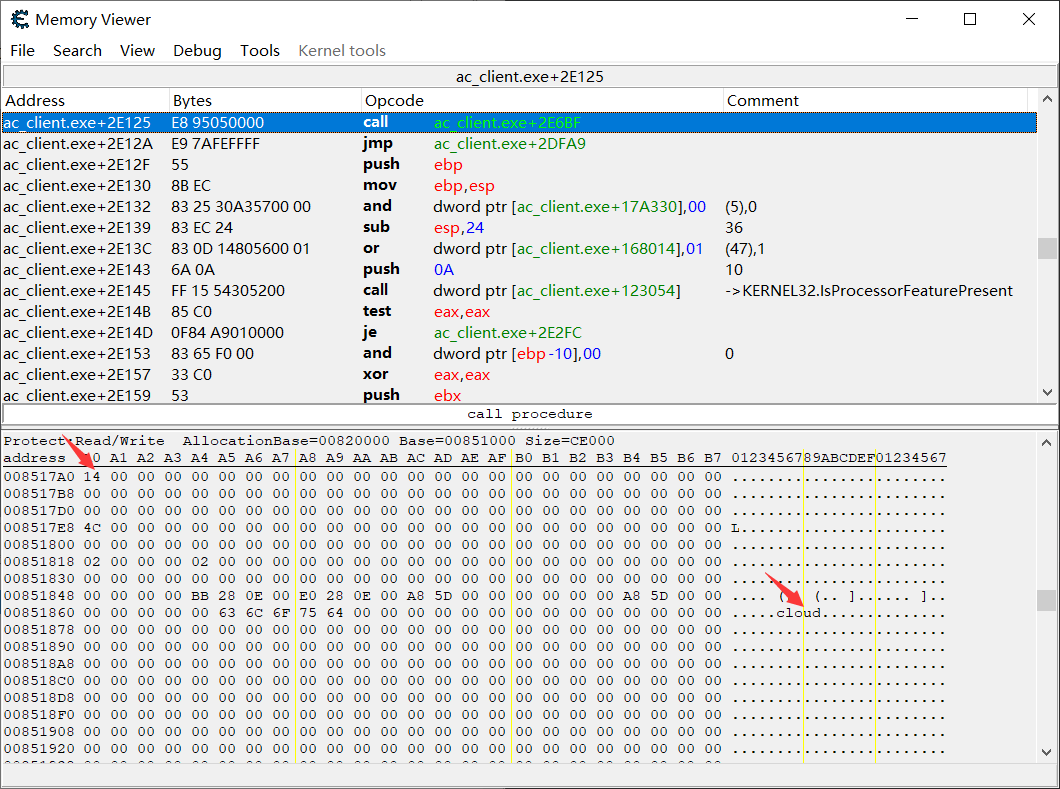 Memory Viewer
File Search View Debug Tools Kernel tools
ac_client.exe+2E125
Address Bytes Opcode Comment
ac_client.exe+2E125 E8 95050000 call ac_client.exe+2E6BF
ac_client.exe+2E12A E9 7AFEFFFF jmp ac_client.exe+2DFA9
ac_client.exe+2E12F 55 push ebp
ac_client.exe+2E130 8B EC mov ebp,esp
ac_client.exe+2E132 83 25 30A35700 00 and dword ptr [ac_client.exe+17A330],00 (5),0
ac_client.exe+2E139 83 EC 24 sub esp,24 36
ac_client.exe+2E13C 83 0D 14805600 01 or dword ptr [ac_client.exe+168014],01 (47),1
ac_client.exe+2E143 6A 0A push 0A 10
ac_client.exe+2E145 FF 15 54305200 call dword ptr [ac_client.exe+123054] ->KERNEL32.IsProcessorFeaturePresent
ac_client.exe+2E14B 85 C0 test eax,eax
ac_client.exe+2E14D 0F84 A9010000 je ac_client.exe+2E2FC
ac_client.exe+2E153 83 65 F0 00 and dword ptr [ebp-10],00 0
ac_client.exe+2E157 33 C0 xor eax,eax
ac_client.exe+2E159 53 push ebx
call procedure
Protect:Read/Write AllocationBase=00820000 Base=00851000 Size=CE000
address A0 A1 A2 A3 A4 A5 A6 A7 A8 A9 AA AB AC AD AE AF B0 B1 B2 B3 B4 B5 B6 B7 0123456789ABCDEF01234567
008517A0 14 00 00 00 00 00 00 00 00 00 00 00 00 00 00 00 00 00 00 00 00 00 00 00 ........................
008517B8 00 00 00 00 00 00 00 00 00 00 00 00 00 00 00 00 00 00 00 00 00 00 00 00 ........................
008517D0 00 00 00 00 00 00 00 00 00 00 00 00 00 00 00 00 00 00 00 00 00 00 00 00 ........................
008517E8 4C 00 00 00 00 00 00 00 00 00 00 00 00 00 00 00 00 00 00 00 00 00 00 00 L.......................
00851800 00 00 00 00 00 00 00 00 00 00 00 00 00 00 00 00 00 00 00 00 00 00 00 00 ........................
00851818 02 00 00 00 02 00 00 00 00 00 00 00 00 00 00 00 00 00 00 00 00 00 00 00 ........................
00851830 00 00 00 00 00 00 00 00 00 00 00 00 00 00 00 00 00 00 00 00 00 00 00 00 ........................
00851848 00 00 00 00 BB 28 0E 00 E0 28 0E 00 A8 5D 00 00 00 00 00 00 A8 5D 00 00 .... (.. (.. ]...... ]..
00851860 00 00 00 00 00 63 6C 6F 75 64 00 00 00 00 00 00 00 00 00 00 00 00 00 00 .....cloud..............
00851878 00 00 00 00 00 00 00 00 00 00 00 00 00 00 00 00 00 00 00 00 00 00 00 00 ........................
00851890 00 00 00 00 00 00 00 00 00 00 00 00 00 00 00 00 00 00 00 00 00 00 00 00 ........................
008518A8 00 00 00 00 00 00 00 00 00 00 00 00 00 00 00 00 00 00 00 00 00 00 00 00 ........................
008518C0 00 00 00 00 00 00 00 00 00 00 00 00 00 00 00 00 00 00 00 00 00 00 00 00 ........................
008518D8 00 00 00 00 00 00 00 00 00 00 00 00 00 00 00 00 00 00 00 00 00 00 00 00 ........................
008518F0 00 00 00 00 00 00 00 00 00 00 00 00 00 00 00 00 00 00 00 00 00 00 00 00 ........................
00851908 00 00 00 00 00 00 00 00 00 00 00 00 00 00 00 00 00 00 00 00 00 00 00 00 ........................
00851920 00 00 00 00 00 00 00 00 00 00 00 00 00 00 00 00 00 00 00 00 00 00 00 00 ........................